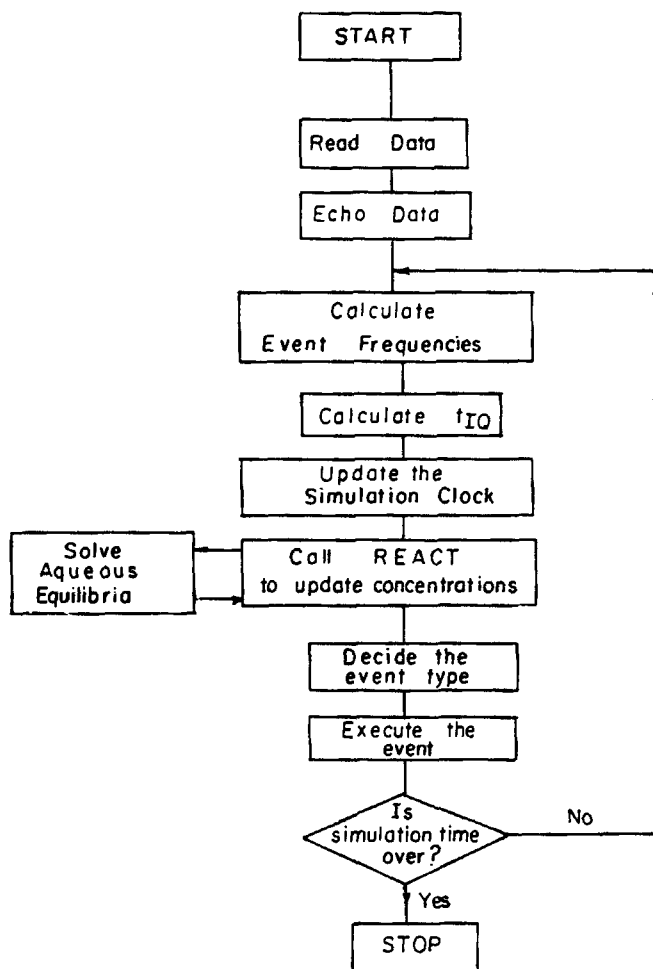 START
Read Data
Echo Data
Calculate
Event Frequencies
Calculate tIQ
Update the
Simulation Clock
Solve
Aqueous
Equilibria
Call REACT
to update concentrations
Decide the
event type
Execute the
event
Is
simulation time
over?
No
Yes
STOP